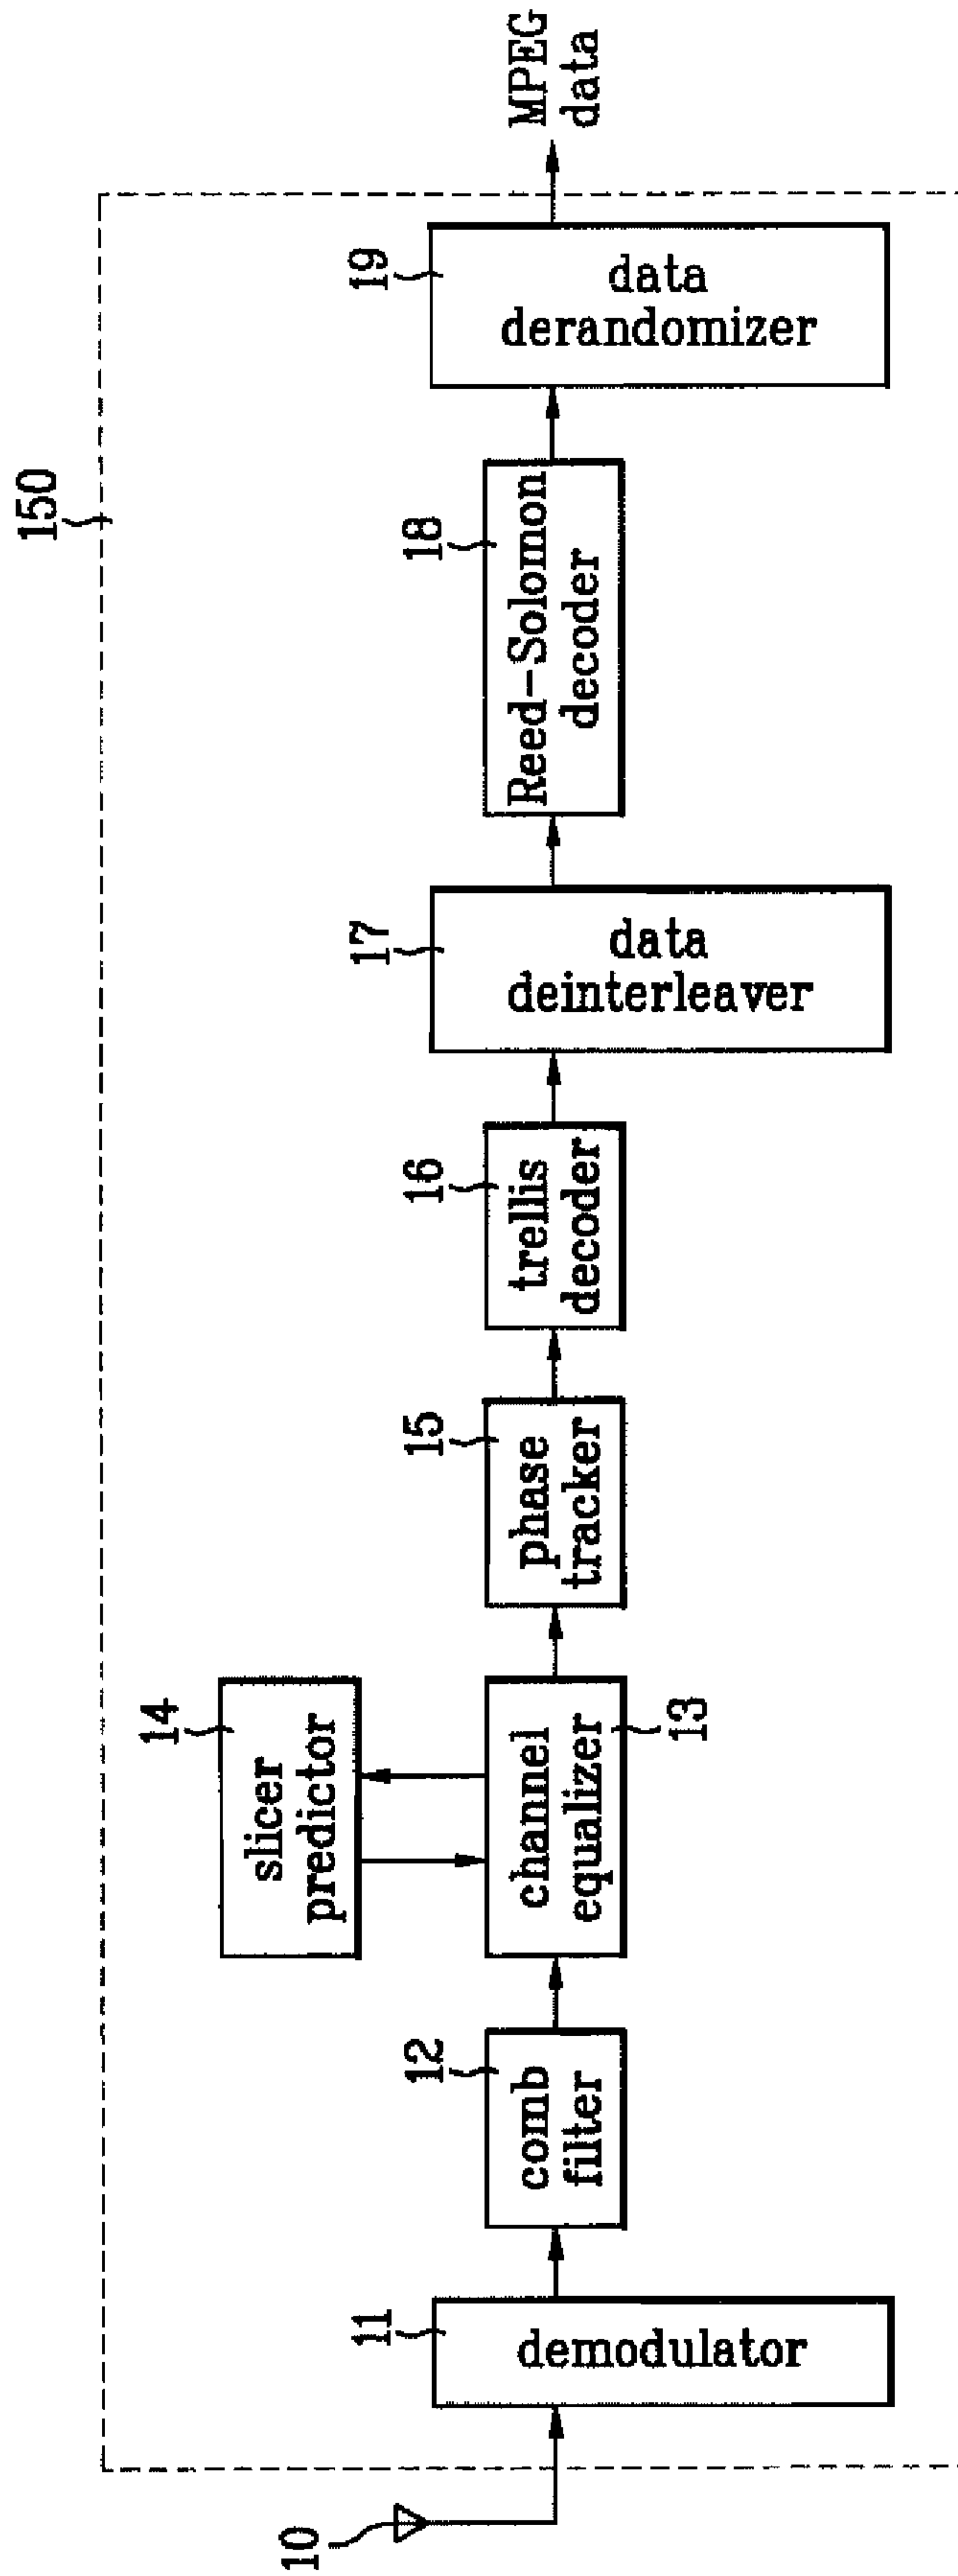 150
10
11
demodulator
12
comb
filter
14
slicer
predictor
channel
equalizer
13
15
phase
tracker
16
trellis
decoder
17
data
deinterleaver
18
Reed-Solomon
decoder
19
data
derandomizer
MPEG
data